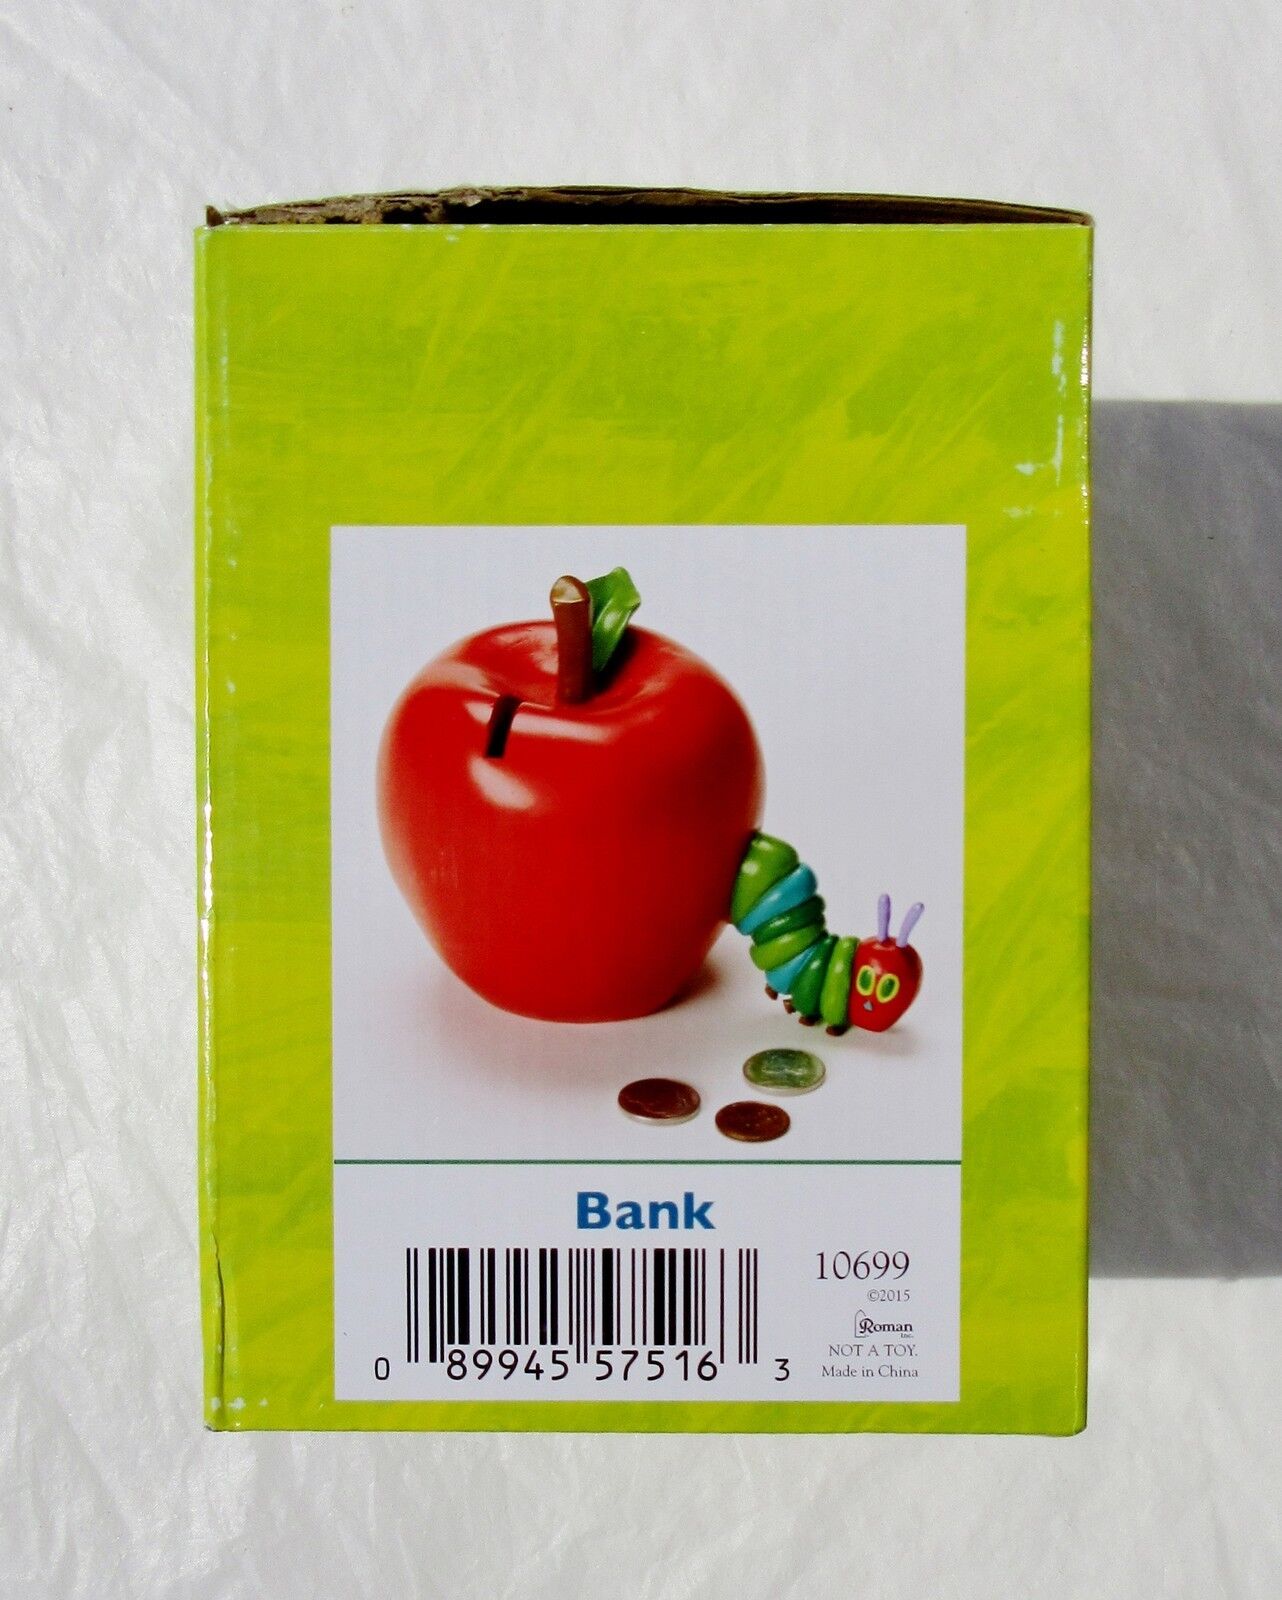 Bank
0 89945 57516 3
10699
©2015
Roman Inc.
NOT A TOY.
Made in China